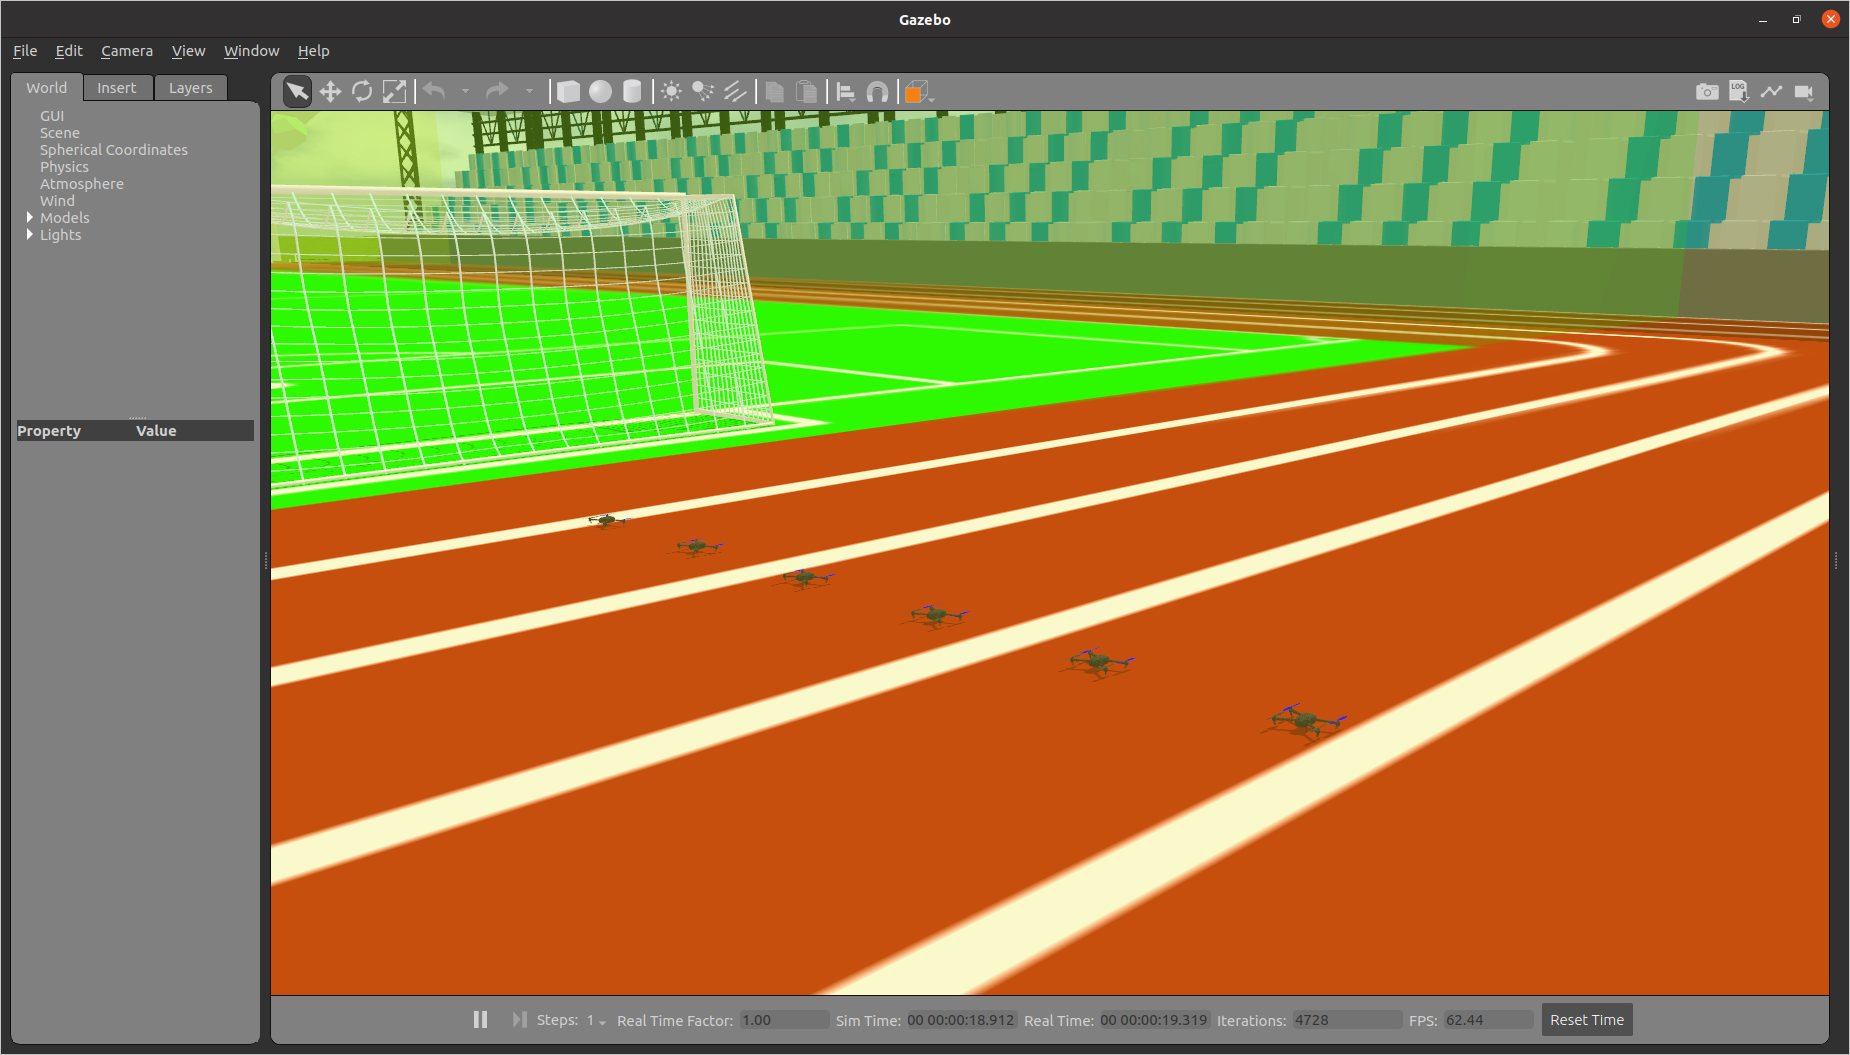 Gazebo
File Edit Camera View Window Help
World Insert Layers
LOG
GUI
Scene
Spherical Coordinates
Physics
Atmosphere
Wind
Models
Lights
Property Value
Steps: 1 Real Time Factor: 1.00 Sim Time: 00 00:00:18.912 Real Time: 00 00:00:19.319 Iterations: 4728 FPS: 62.44 Reset Time